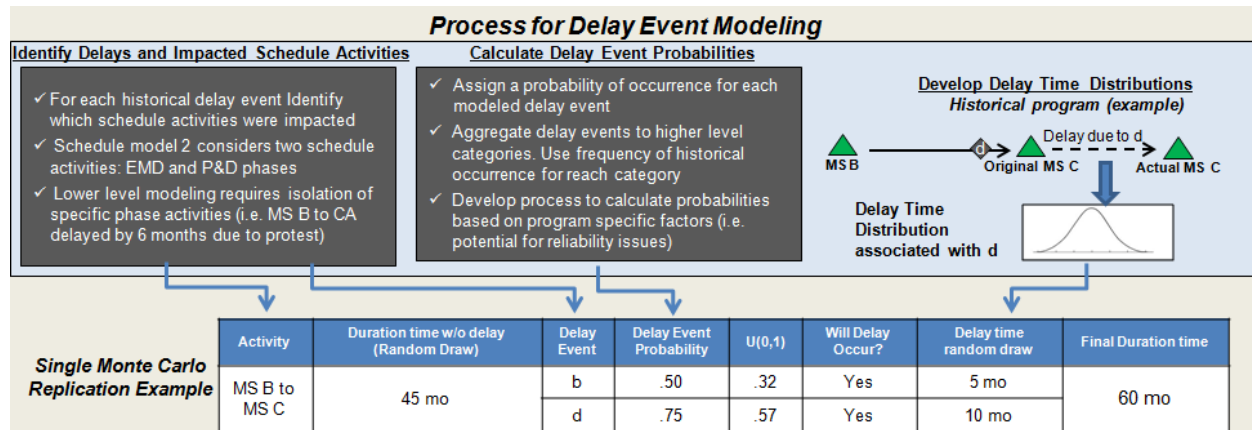 Process for Delay Event Modeling
Identify Delays and Impacted Schedule Activities
✓ For each historical delay event Identify
which schedule activities were impacted
✓ Schedule model 2 considers two schedule
activities: EMD and P&D phases
✓ Lower level modeling requires isolation of
specific phase activities (i.e. MS B to CA
delayed by 6 months due to protest)
Calculate Delay Event Probabilities
✓ Assign a probability of occurrence for each
modeled delay event
✓ Aggregate delay events to higher level
categories. Use frequency of historical
occurrence for reach category
✓ Develop process to calculate probabilities
based on program specific factors (i.e.
potential for reliability issues)
Develop Delay Time Distributions
Historical program (example)
MS B
d
Original MS C
Delay due to d
Actual MS C
Delay Time
Distribution
associated with d
Single Monte Carlo
Replication Example
Activity
Duration time w/o delay
(Random Draw)
Delay
Event
Delay Event
Probability
U(0,1)
Will Delay
Occur?
Delay time
random draw
Final Duration time
MS B to
MS C
45 mo
b
.50
.32
Yes
5 mo
60 mo
d
.75
.57
Yes
10 mo